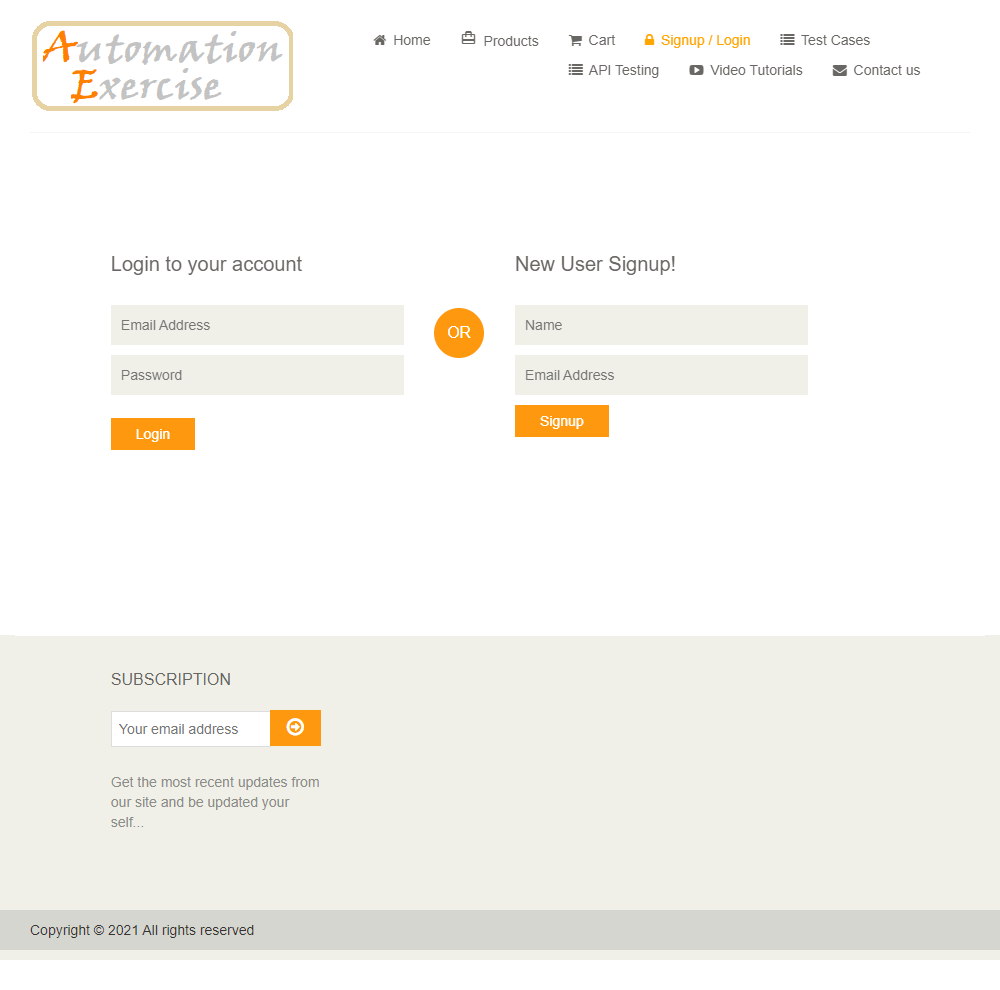 Automation
Exercise
Home Products Cart Signup / Login Test Cases
API Testing Video Tutorials Contact us
Login to your account
Email Address
Password
Login
OR
New User Signup!
Name
Email Address
Signup
SUBSCRIPTION
Your email address
Get the most recent updates from
our site and be updated your
self...
Copyright © 2021 All rights reserved